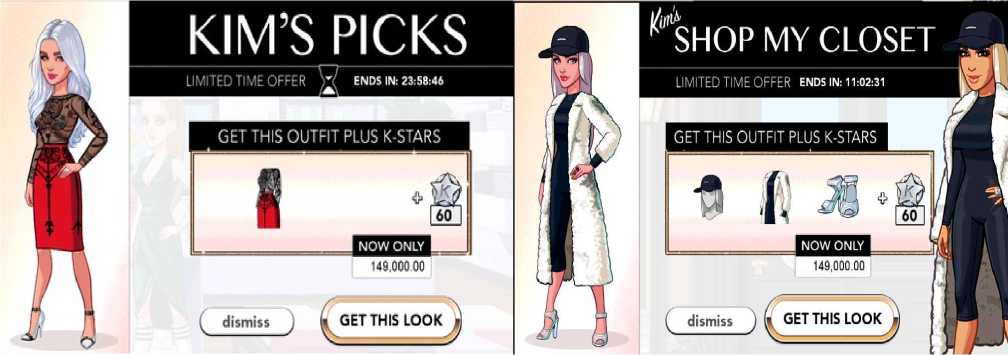 KIM'S PICKS
LIMITED TIME OFFER ENDS IN: 23:58:46
GET THIS OUTFIT PLUS K-STARS
+ K
60
NOW ONLY
149,000.00
dismiss
GET THIS LOOK
Kim's
SHOP MY CLOSET
LIMITED TIME OFFER ENDS IN: 11:02:31
GET THIS OUTFIT PLUS K-STARS
+ K
60
NOW ONLY
149,000.00
dismiss
GET THIS LOOK